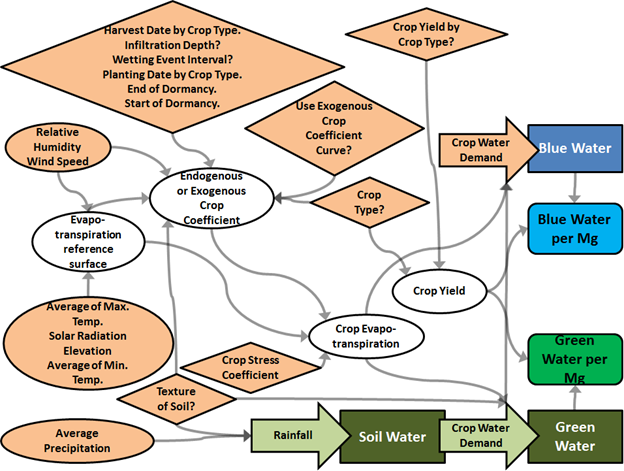 Harvest Date by Crop Type.
Infiltration Depth?
Wetting Event Interval?
Planting Date by Crop Type.
End of Dormancy.
Start of Dormancy.
Crop Yield by
Crop Type?
Use Exogenous
Crop
Coefficient
Curve?
Relative
Humidity
Wind Speed
Crop Water
Demand
Blue Water
Endogenous
or Exogenous
Crop
Coefficient
Crop
Type?
Evapo-
transpiration
reference
surface
Blue Water
per Mg
Crop Yield
Average of Max.
Temp.
Solar Radiation
Elevation
Average of Min.
Temp.
Crop Evapo-
transpiration
Crop Stress
Coefficient
Green
Water per
Mg
Texture
of Soil?
Average
Precipitation
Rainfall
Soil Water
Crop Water
Demand
Green
Water